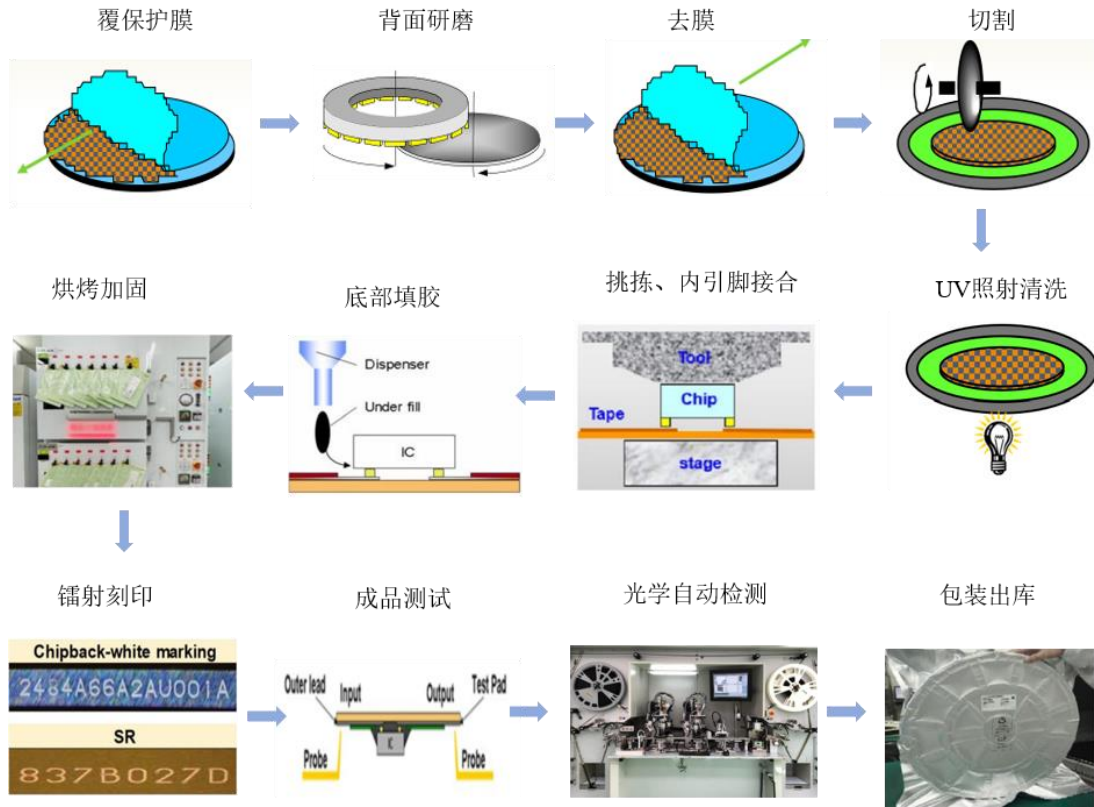 覆保护膜
背面研磨
去膜
切割
UV照射清洗
挑拣、内引脚接合
Tool
Chip
Tape
stage
底部填胶
Dispenser
Under fill
IC
烘烤加固
镭射刻印
Chipback-white marking
2484A66A2AU001A
SR
837B027D
成品测试
Outer lead
Input
Output
Test Pad
IC
Probe
Probe
光学自动检测
包装出库